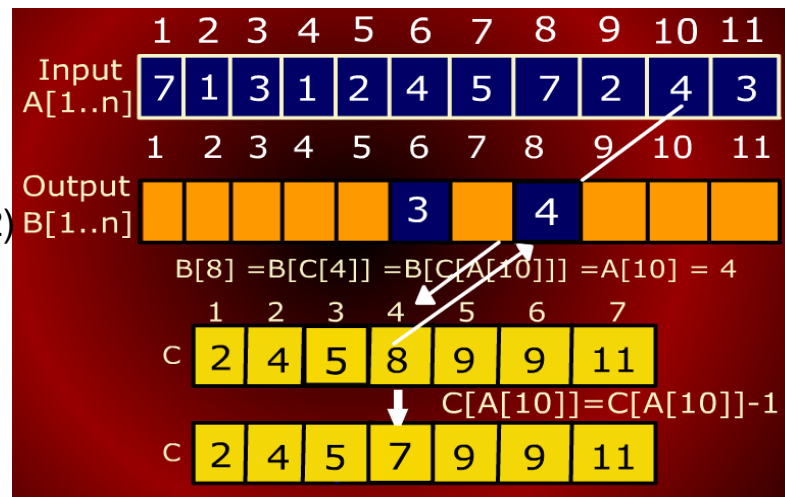 1 2 3 4 5 6 7 8 9 10 11
Input
A[1..n]
7 1 3 1 2 4 5 7 2 4 3
1 2 3 4 5 6 7 8 9 10 11
Output
2) B[1..n]
3 4
B[8] =B[C[4]] =B[C[A[10]]] =A[10] = 4
1 2 3 4 5 6 7
C 2 4 5 8 9 9 11
C[A[10]]=C[A[10]]-1
C 2 4 5 7 9 9 11